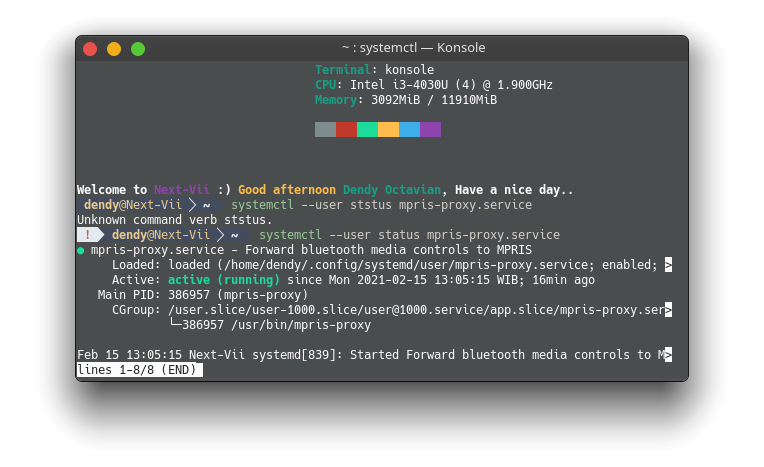 ~ : systemctl — Konsole
Terminal: konsole
CPU: Intel i3-4030U (4) @ 1.900GHz
Memory: 3092MiB / 11910MiB
Welcome to Next-Vii :) Good afternoon Dendy Octavian, Have a nice day..
dendy@Next-Vii ~ systemctl --user ststus mpris-proxy.service
Unknown command verb ststus.
! dendy@Next-Vii ~ systemctl --user status mpris-proxy.service
● mpris-proxy.service - Forward bluetooth media controls to MPRIS
Loaded: loaded (/home/dendy/.config/systemd/user/mpris-proxy.service; enabled; >
Active: active (running) since Mon 2021-02-15 13:05:15 WIB; 16min ago
Main PID: 386957 (mpris-proxy)
CGroup: /user.slice/user-1000.slice/user@1000.service/app.slice/mpris-proxy.ser>
└─386957 /usr/bin/mpris-proxy
Feb 15 13:05:15 Next-Vii systemd[839]: Started Forward bluetooth media controls to M>
lines 1-8/8 (END)